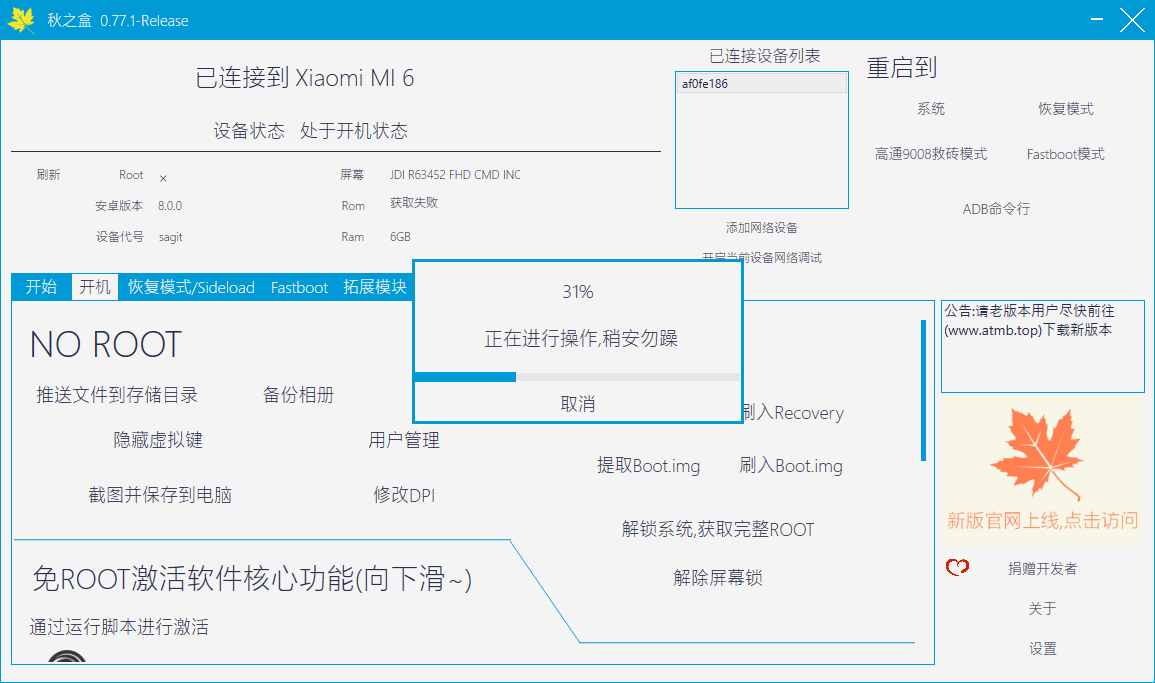 秋之盒 0.77.1-Release
已连接到 Xiaomi MI 6
设备状态 处于开机状态
刷新 Root × 屏幕 JDI R63452 FHD CMD INC
安卓版本 8.0.0 Rom 获取失败
设备代号 sagit Ram 6GB
已连接设备列表
af0fe186
添加网络设备
开启当前设备网络调试
重启到
系统 恢复模式
高通9008救砖模式 Fastboot模式
ADB命令行
开始 开机 恢复模式/Sideload Fastboot 拓展模块
31%
正在进行操作,稍安勿躁
取消
NO ROOT
推送文件到存储目录 备份相册
隐藏虚拟键 用户管理
截图并保存到电脑 修改DPI
刷入Recovery
提取Boot.img 刷入Boot.img
解锁系统,获取完整ROOT
解除屏幕锁
免ROOT激活软件核心功能(向下滑~)
通过运行脚本进行激活
公告:请老版本用户尽快前往
(www.atmb.top)下载新版本
新版官网上线,点击访问
捐赠开发者
关于
设置